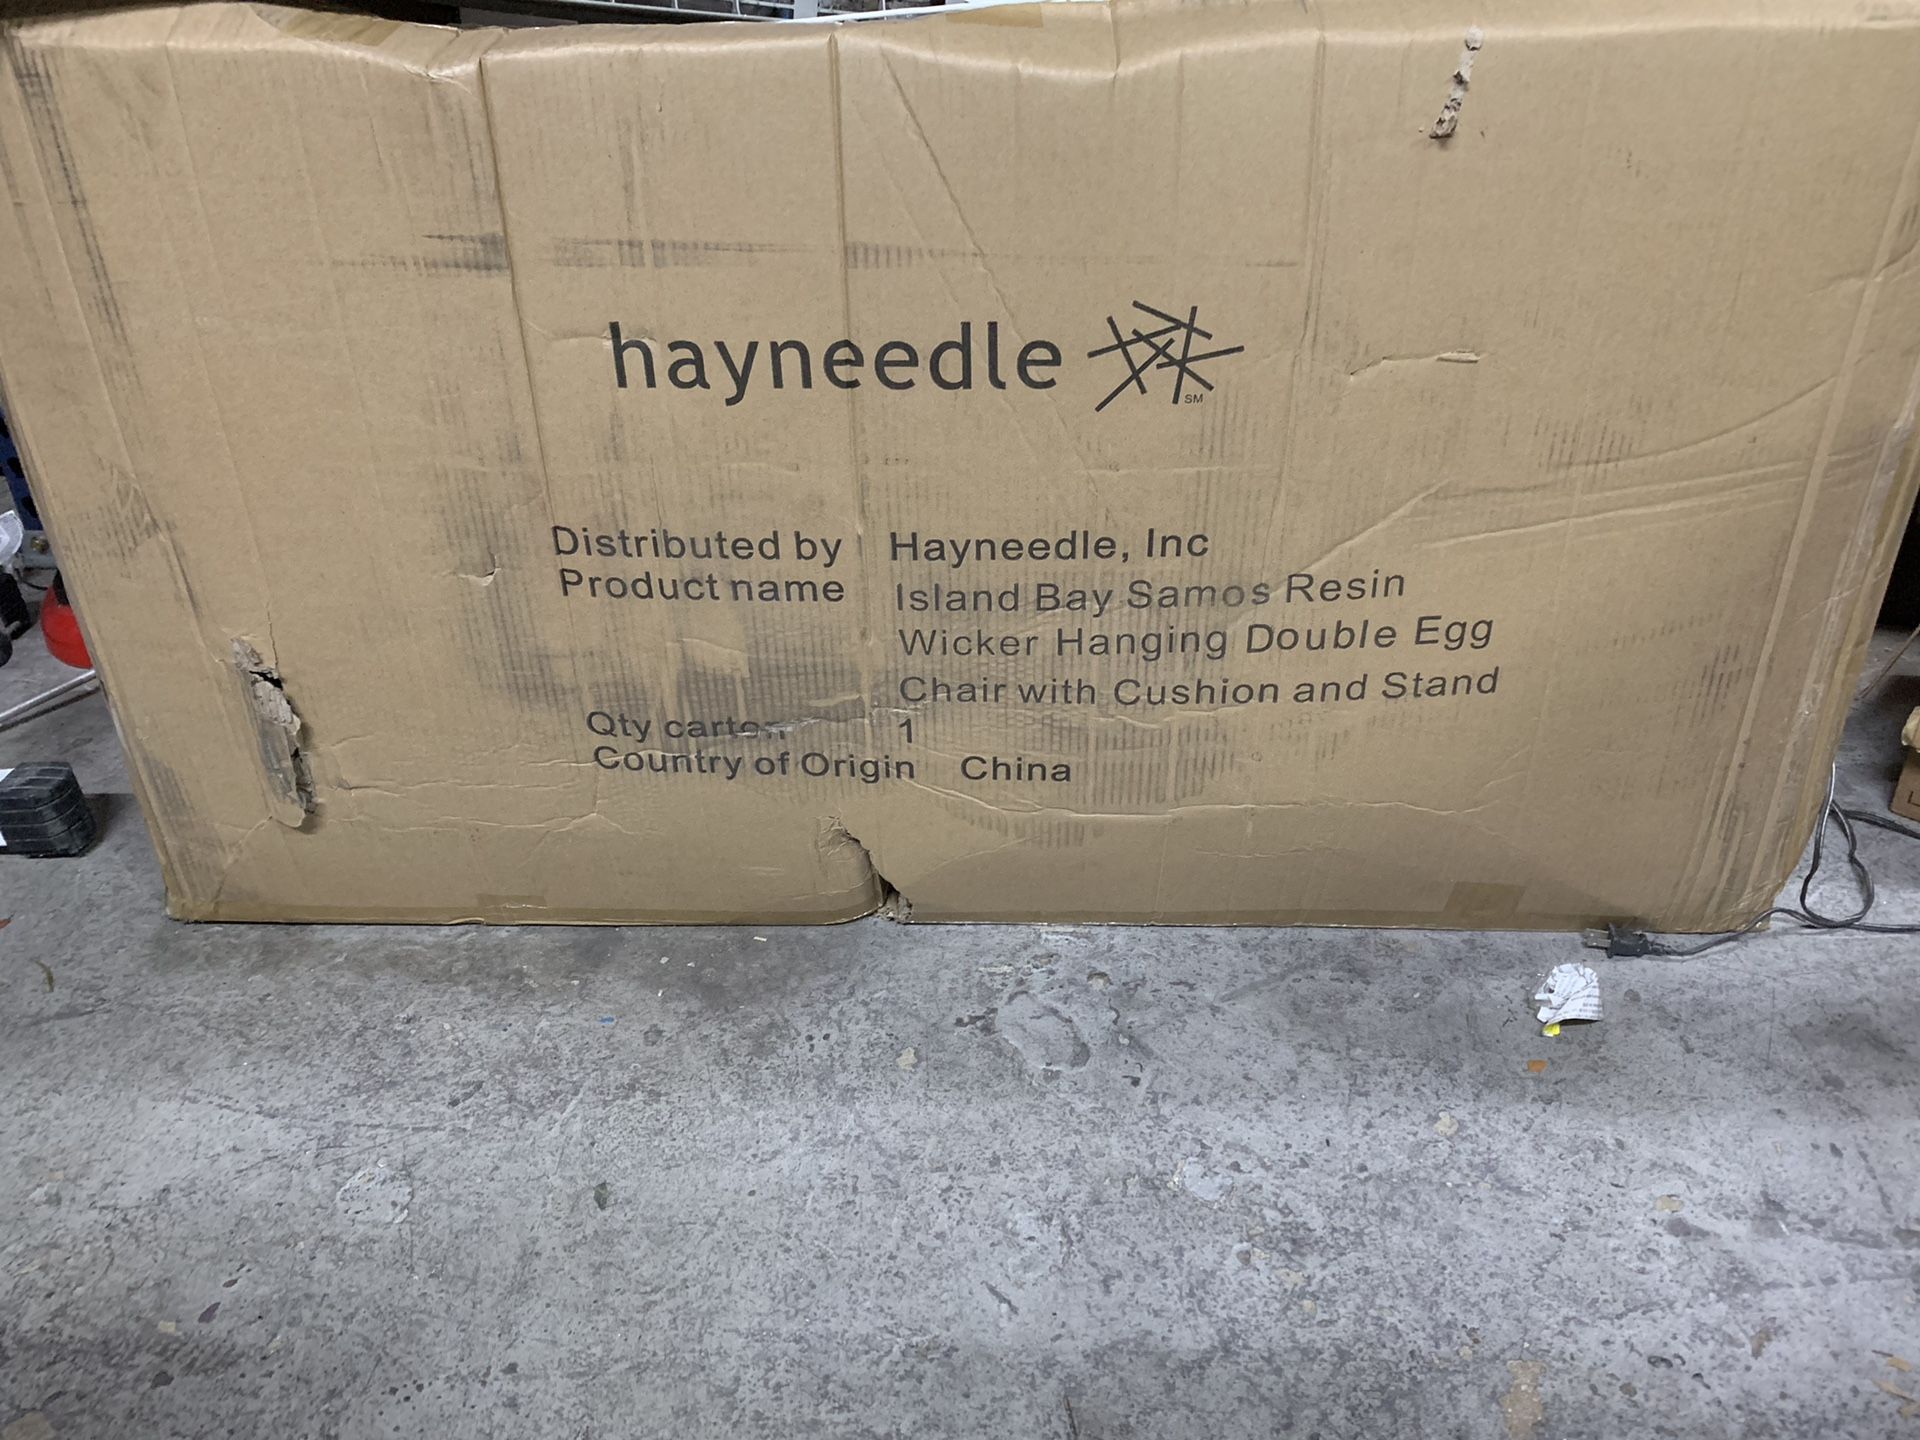 hayneedle
SM
Distributed by Hayneedle, Inc
Product name Island Bay Samos Resin
Wicker Hanging Double Egg
Chair with Cushion and Stand
Qty carton 1
Country of Origin China